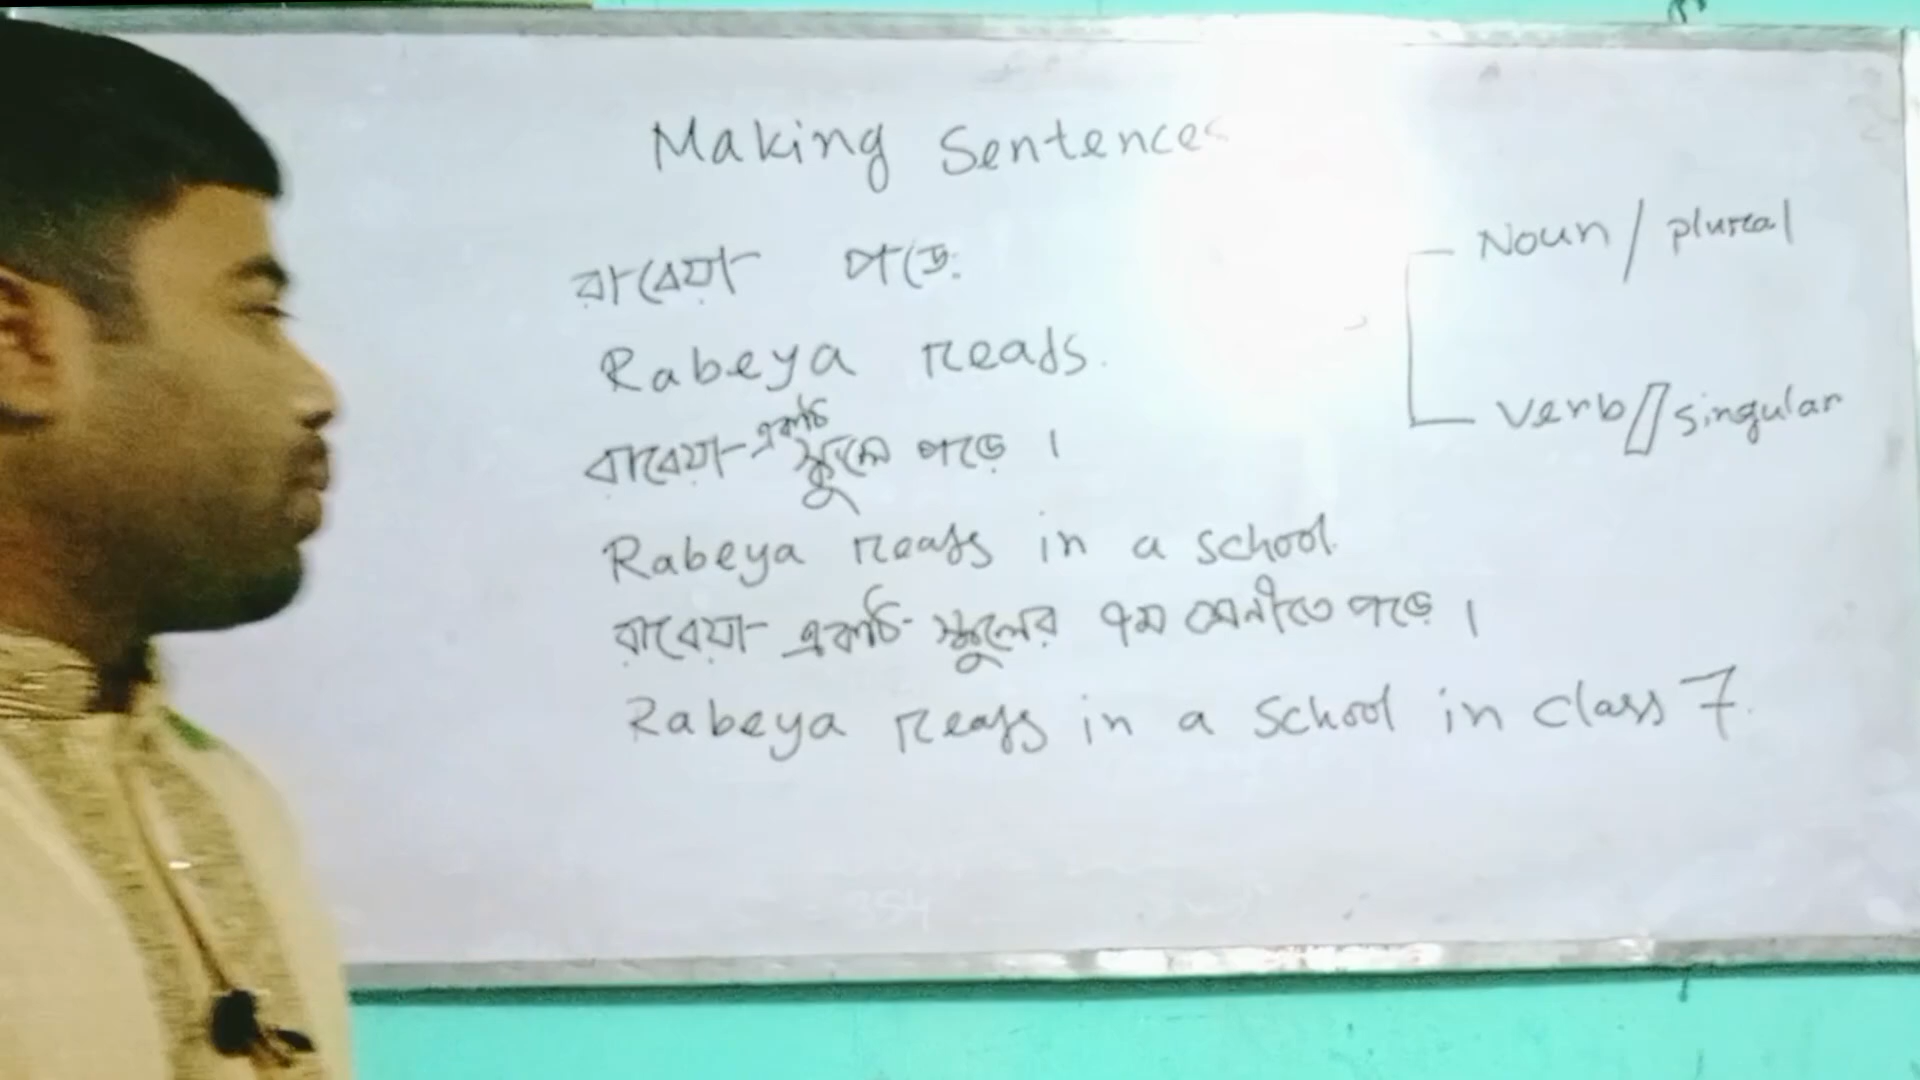 Making Sentences
রাবেয়া পড়ে.
Rabeya reads.
রাবেয়া একটি স্কুলে পড়ে ।
Rabeya reads in a school.
রাবেয়া একটি স্কুলের ৭ম শ্রেনীতে পড়ে ।
Rabeya reads in a school in class 7.
Noun / plural
verb // singular